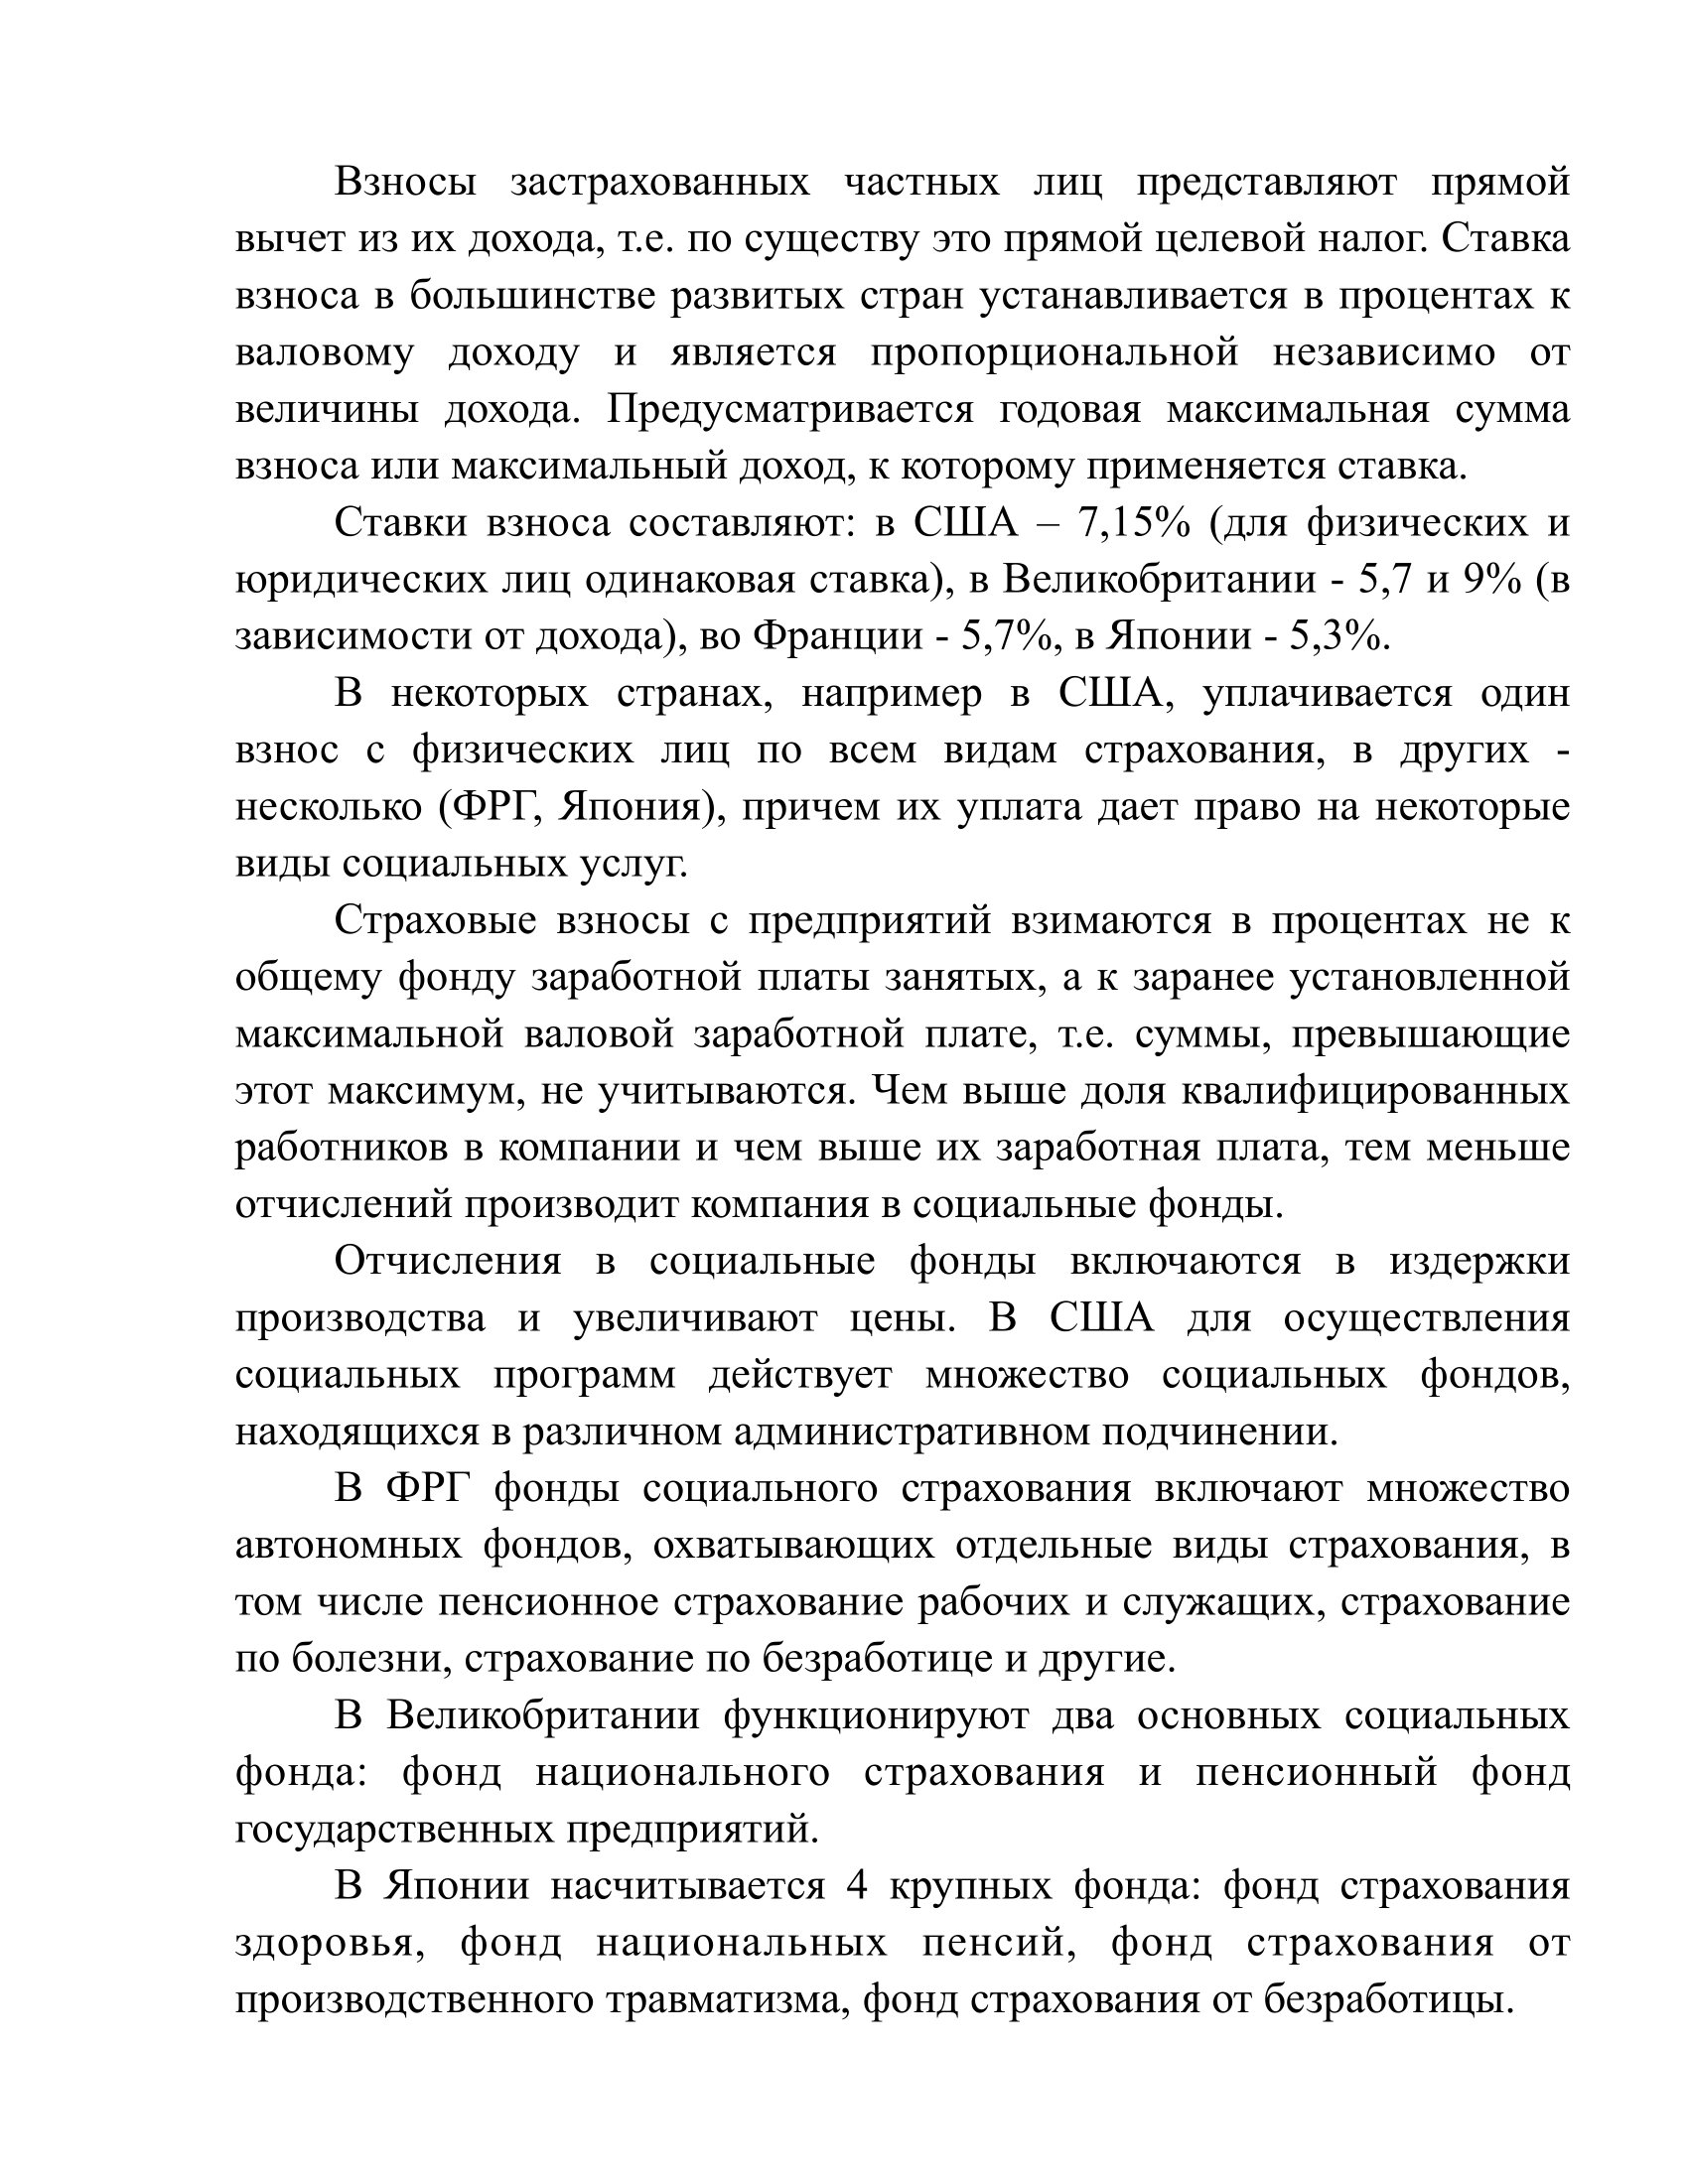 Взносы застрахованных частных лиц представляют прямой
вычет из их дохода, т.е. по существу это прямой целевой налог. Ставка
взноса в большинстве развитых стран устанавливается в процентах к
валовому доходу и является пропорциональной независимо от
величины дохода. Предусматривается годовая максимальная сумма
взноса или максимальный доход, к которому применяется ставка.
Ставки взноса составляют: в США – 7,15% (для физических и
юридических лиц одинаковая ставка), в Великобритании - 5,7 и 9% (в
зависимости от дохода), во Франции - 5,7%, в Японии - 5,3%.
В некоторых странах, например в США, уплачивается один
взнос с физических лиц по всем видам страхования, в других -
несколько (ФРГ, Япония), причем их уплата дает право на некоторые
виды социальных услуг.
Страховые взносы с предприятий взимаются в процентах не к
общему фонду заработной платы занятых, а к заранее установленной
максимальной валовой заработной плате, т.е. суммы, превышающие
этот максимум, не учитываются. Чем выше доля квалифицированных
работников в компании и чем выше их заработная плата, тем меньше
отчислений производит компания в социальные фонды.
Отчисления в социальные фонды включаются в издержки
производства и увеличивают цены. В США для осуществления
социальных программ действует множество социальных фондов,
находящихся в различном административном подчинении.
В ФРГ фонды социального страхования включают множество
автономных фондов, охватывающих отдельные виды страхования, в
том числе пенсионное страхование рабочих и служащих, страхование
по болезни, страхование по безработице и другие.
В Великобритании функционируют два основных социальных
фонда: фонд национального страхования и пенсионный фонд
государственных предприятий.
В Японии насчитывается 4 крупных фонда: фонд страхования
здоровья, фонд национальных пенсий, фонд страхования от
производственного травматизма, фонд страхования от безработицы.